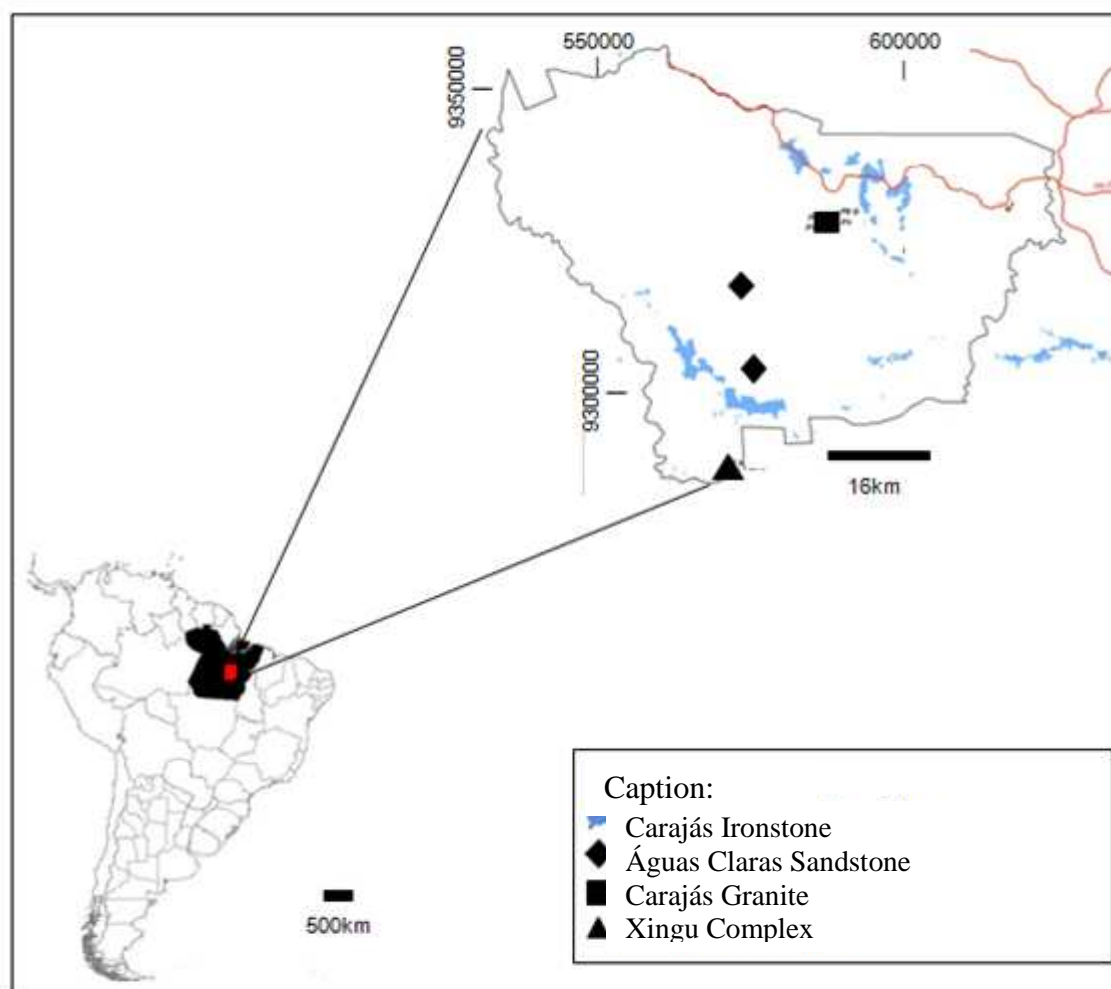 550000
600000
9350000
9300000
16km
500km
Caption:
Carajás Ironstone
Águas Claras Sandstone
Carajás Granite
Xingu Complex